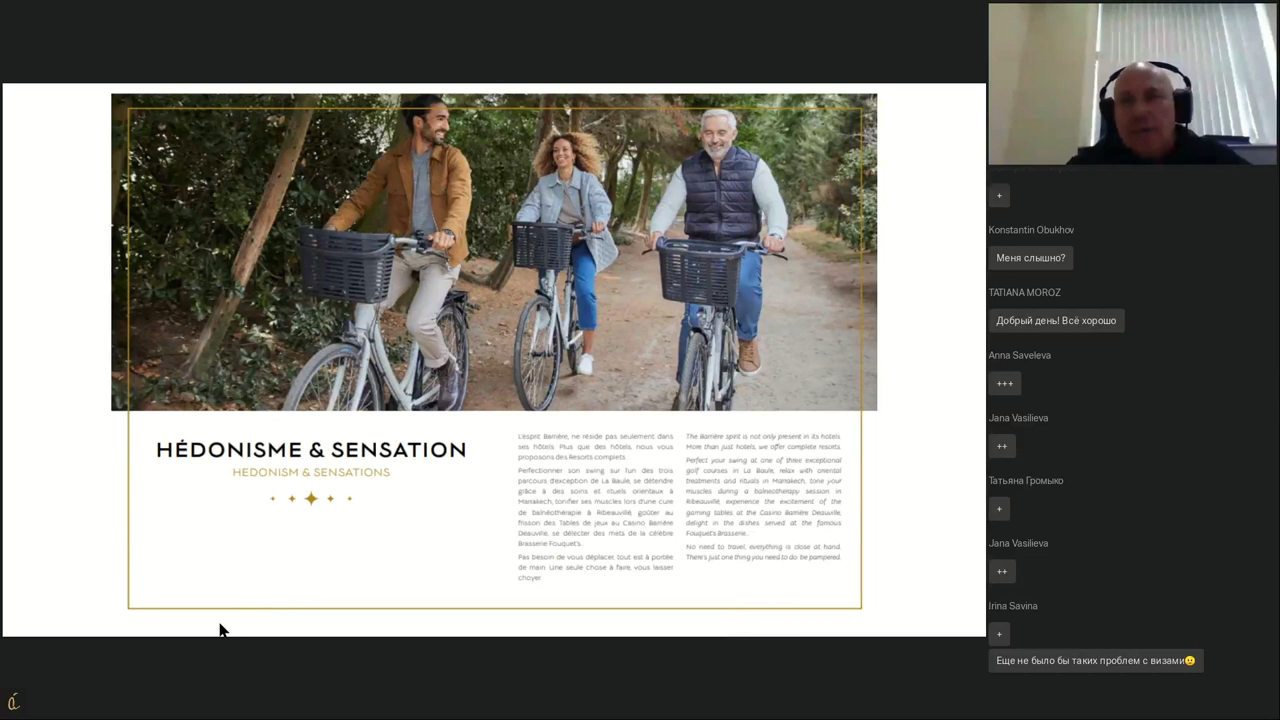 HÉDONISME & SENSATION
HEDONISM & SENSATIONS
L'esprit Barrière, ne réside pas seulement dans
ses hôtels. Plus que des hôtels, nous vous
proposons des Resorts complets.
Perfectionner son swing sur l'un des trois
parcours d'exception de La Baule, se détendre
grâce à des soins et rituels orientaux à
Marrakech, tonifier ses muscles lors d'une cure
de balnéothérapie à Ribeauvillé, goûter au
frisson des Tables de jeux au Casino Barrière
Deauville, se délecter des mets de la célèbre
Brasserie Fouquet's...
Pas besoin de vous déplacer, tout est à portée
de main. Une seule chose à faire, vous laisser
choyer.
The Barrière spirit is not only present in its hotels.
More than just hotels, we offer complete resorts.
Perfect your swing at one of three exceptional
golf courses in La Baule, relax with oriental
treatments and rituals in Marrakech, tone your
muscles during a balneotherapy session in
Ribeauvillé, experience the excitement of the
gaming tables at the Casino Barrière Deauville,
delight in the dishes served at the famous
Fouquet's Brasserie...
No need to travel, everything is close at hand.
There's just one thing you need to do: be pampered.
+
Konstantin Obukhov
Меня слышно?
TATIANA MOROZ
Добрый день! Всё хорошо
Anna Saveleva
+++
Jana Vasilieva
++
Татьяна Громыко
+
Jana Vasilieva
++
Irina Savina
+
Еще не было бы таких проблем с визами🤨
á